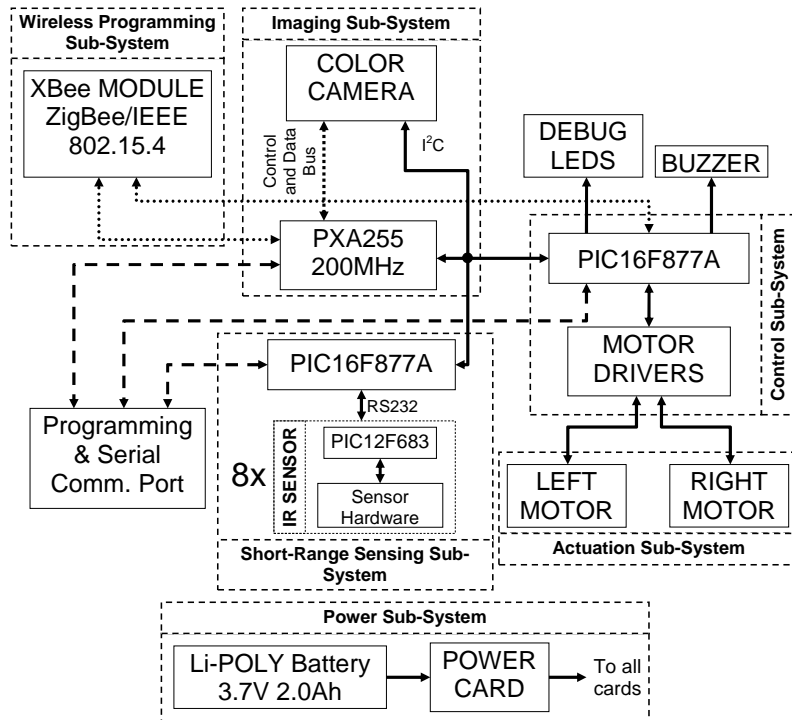 Wireless Programming
Sub-System
XBee MODULE
ZigBee/IEEE
802.15.4
Imaging Sub-System
COLOR
CAMERA
Control
and Data
Bus
I²C
PXA255
200MHz
DEBUG
LEDS
BUZZER
PIC16F877A
MOTOR
DRIVERS
Control Sub-System
PIC16F877A
RS232
8x
IR SENSOR
PIC12F683
Sensor
Hardware
Short-Range Sensing Sub-
System
Programming
& Serial
Comm. Port
LEFT
MOTOR
RIGHT
MOTOR
Actuation Sub-System
Power Sub-System
Li-POLY Battery
3.7V 2.0Ah
POWER
CARD
To all
cards